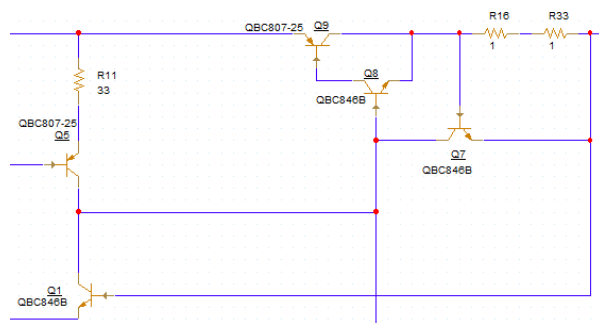 QBC807-25 Q9
R16 R33
1 1
Q8
QBC846B
R11
33
QBC807-25
Q5
Q7
QBC846B
Q1
QBC846B